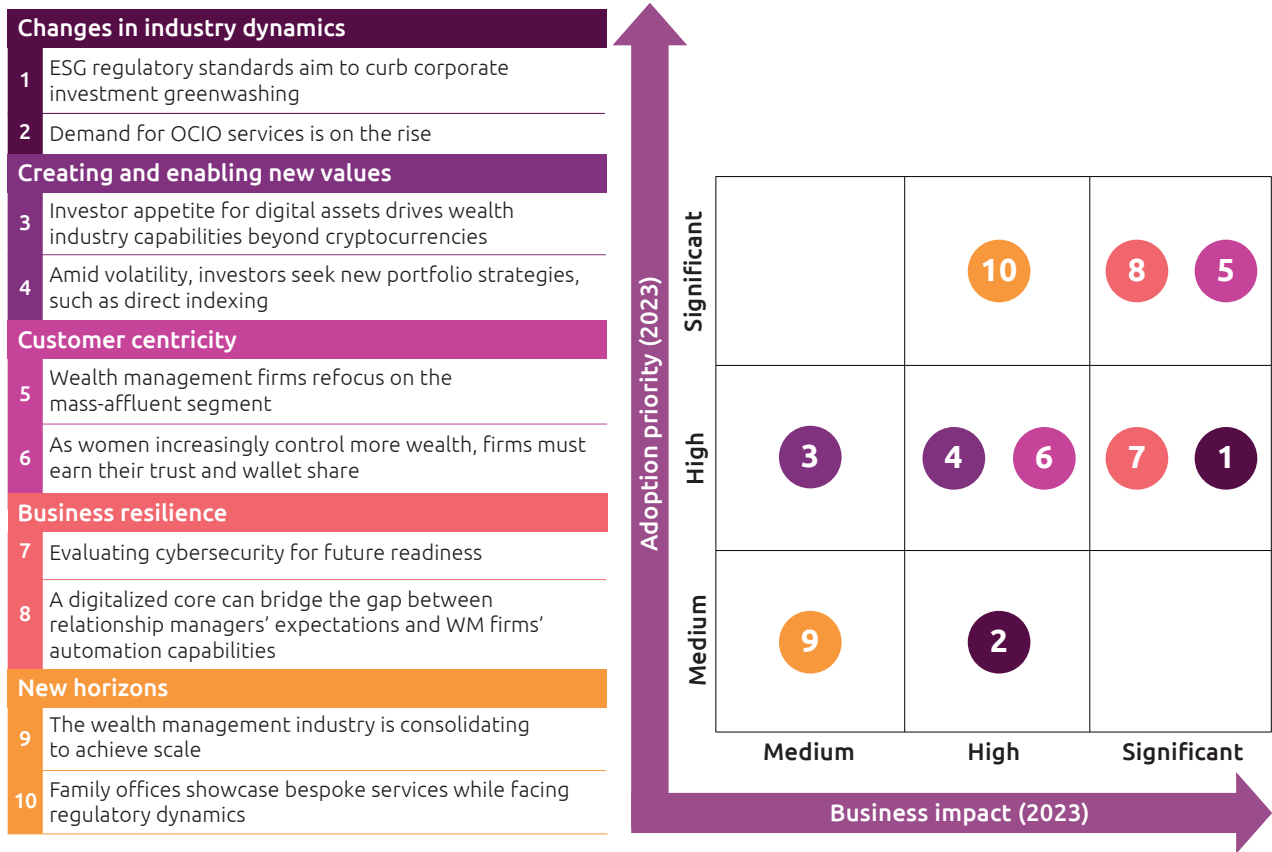 Changes in industry dynamics
1
ESG regulatory standards aim to curb corporate
investment greenwashing
2
Demand for OCIO services is on the rise
Creating and enabling new values
3
Investor appetite for digital assets drives wealth
industry capabilities beyond cryptocurrencies
4
Amid volatility, investors seek new portfolio strategies,
such as direct indexing
Customer centricity
5
Wealth management firms refocus on the
mass-affluent segment
6
As women increasingly control more wealth, firms must
earn their trust and wallet share
Business resilience
7
Evaluating cybersecurity for future readiness
8
A digitalized core can bridge the gap between
relationship managers’ expectations and WM firms’
automation capabilities
New horizons
9
The wealth management industry is consolidating
to achieve scale
10
Family offices showcase bespoke services while facing
regulatory dynamics
Adoption priority (2023)
Significant
10 8 5
High
3 4 6 7 1
Medium
9 2
Medium High Significant
Business impact (2023)